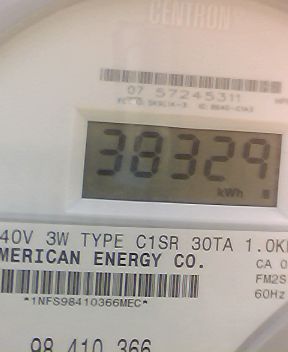 CENTRON
07 57245311
38329
kWh
40V 3W TYPE C1SR 30TA 1.0K
MERICAN ENERGY CO.
CA 0
FM2S
60Hz
*1NFS98410366MEC*
98 410 366